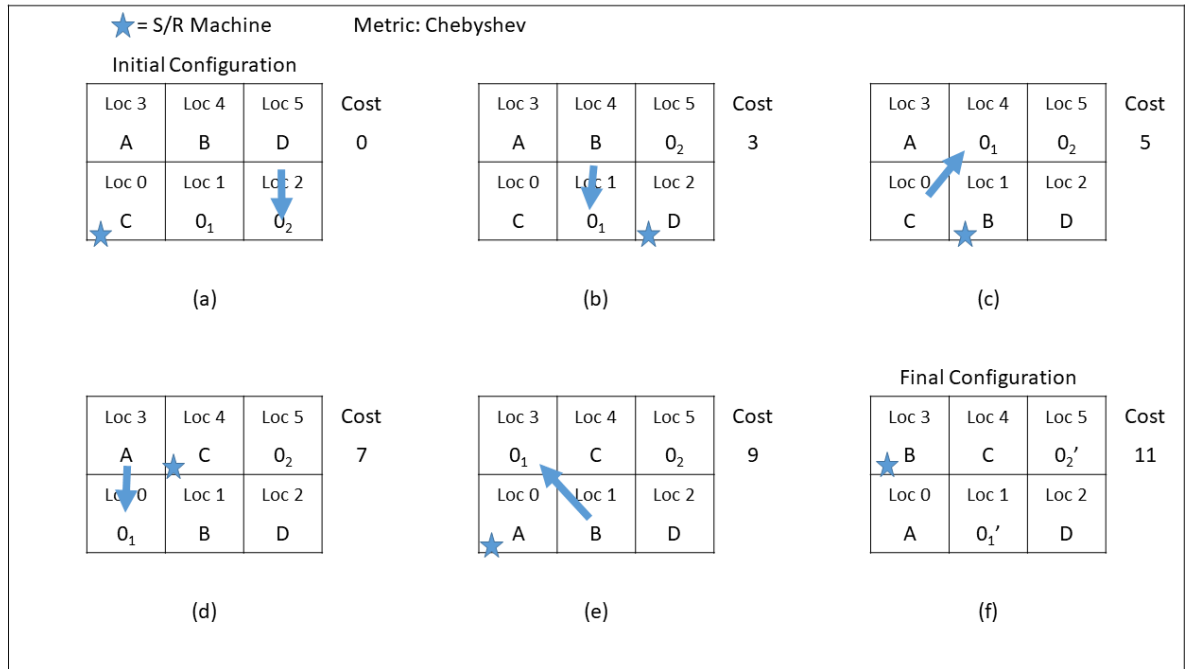 = S/R Machine Metric: Chebyshev
Initial Configuration
Loc 3 Loc 4 Loc 5 Cost Loc 3 Loc 4 Loc 5 Cost Loc 3 Loc 4 Loc 5 Cost
A B D 0 A B 0₂ 3 A 0₁ 0₂ 5
Loc 0 Loc 1 Loc 2 Loc 0 Loc 1 Loc 2 Loc 0 Loc 1 Loc 2
C 0₁ 0₂ C 0₁ D C B D
(a) (b) (c)
Final Configuration
Loc 3 Loc 4 Loc 5 Cost Loc 3 Loc 4 Loc 5 Cost Loc 3 Loc 4 Loc 5 Cost
A C 0₂ 7 0₁ C 0₂ 9 B C 0₂’ 11
Loc 0 Loc 1 Loc 2 Loc 0 Loc 1 Loc 2 Loc 0 Loc 1 Loc 2
0₁ B D A B D A 0₁’ D
(d) (e) (f)